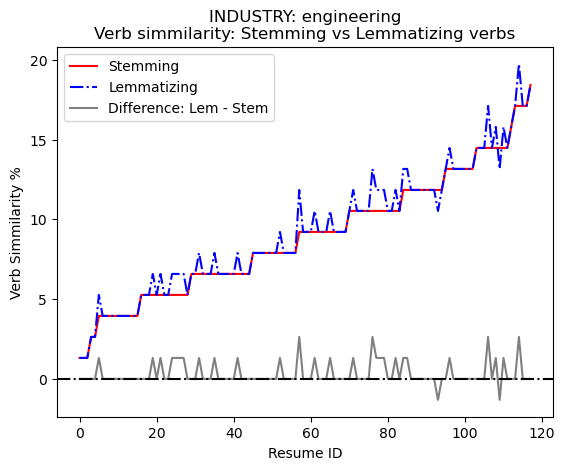 INDUSTRY: engineering
Verb simmilarity: Stemming vs Lemmatizing verbs
Stemming
Lemmatizing
Difference: Lem - Stem
Verb Simmilarity %
20
15
10
5
0
0 20 40 60 80 100 120
Resume ID